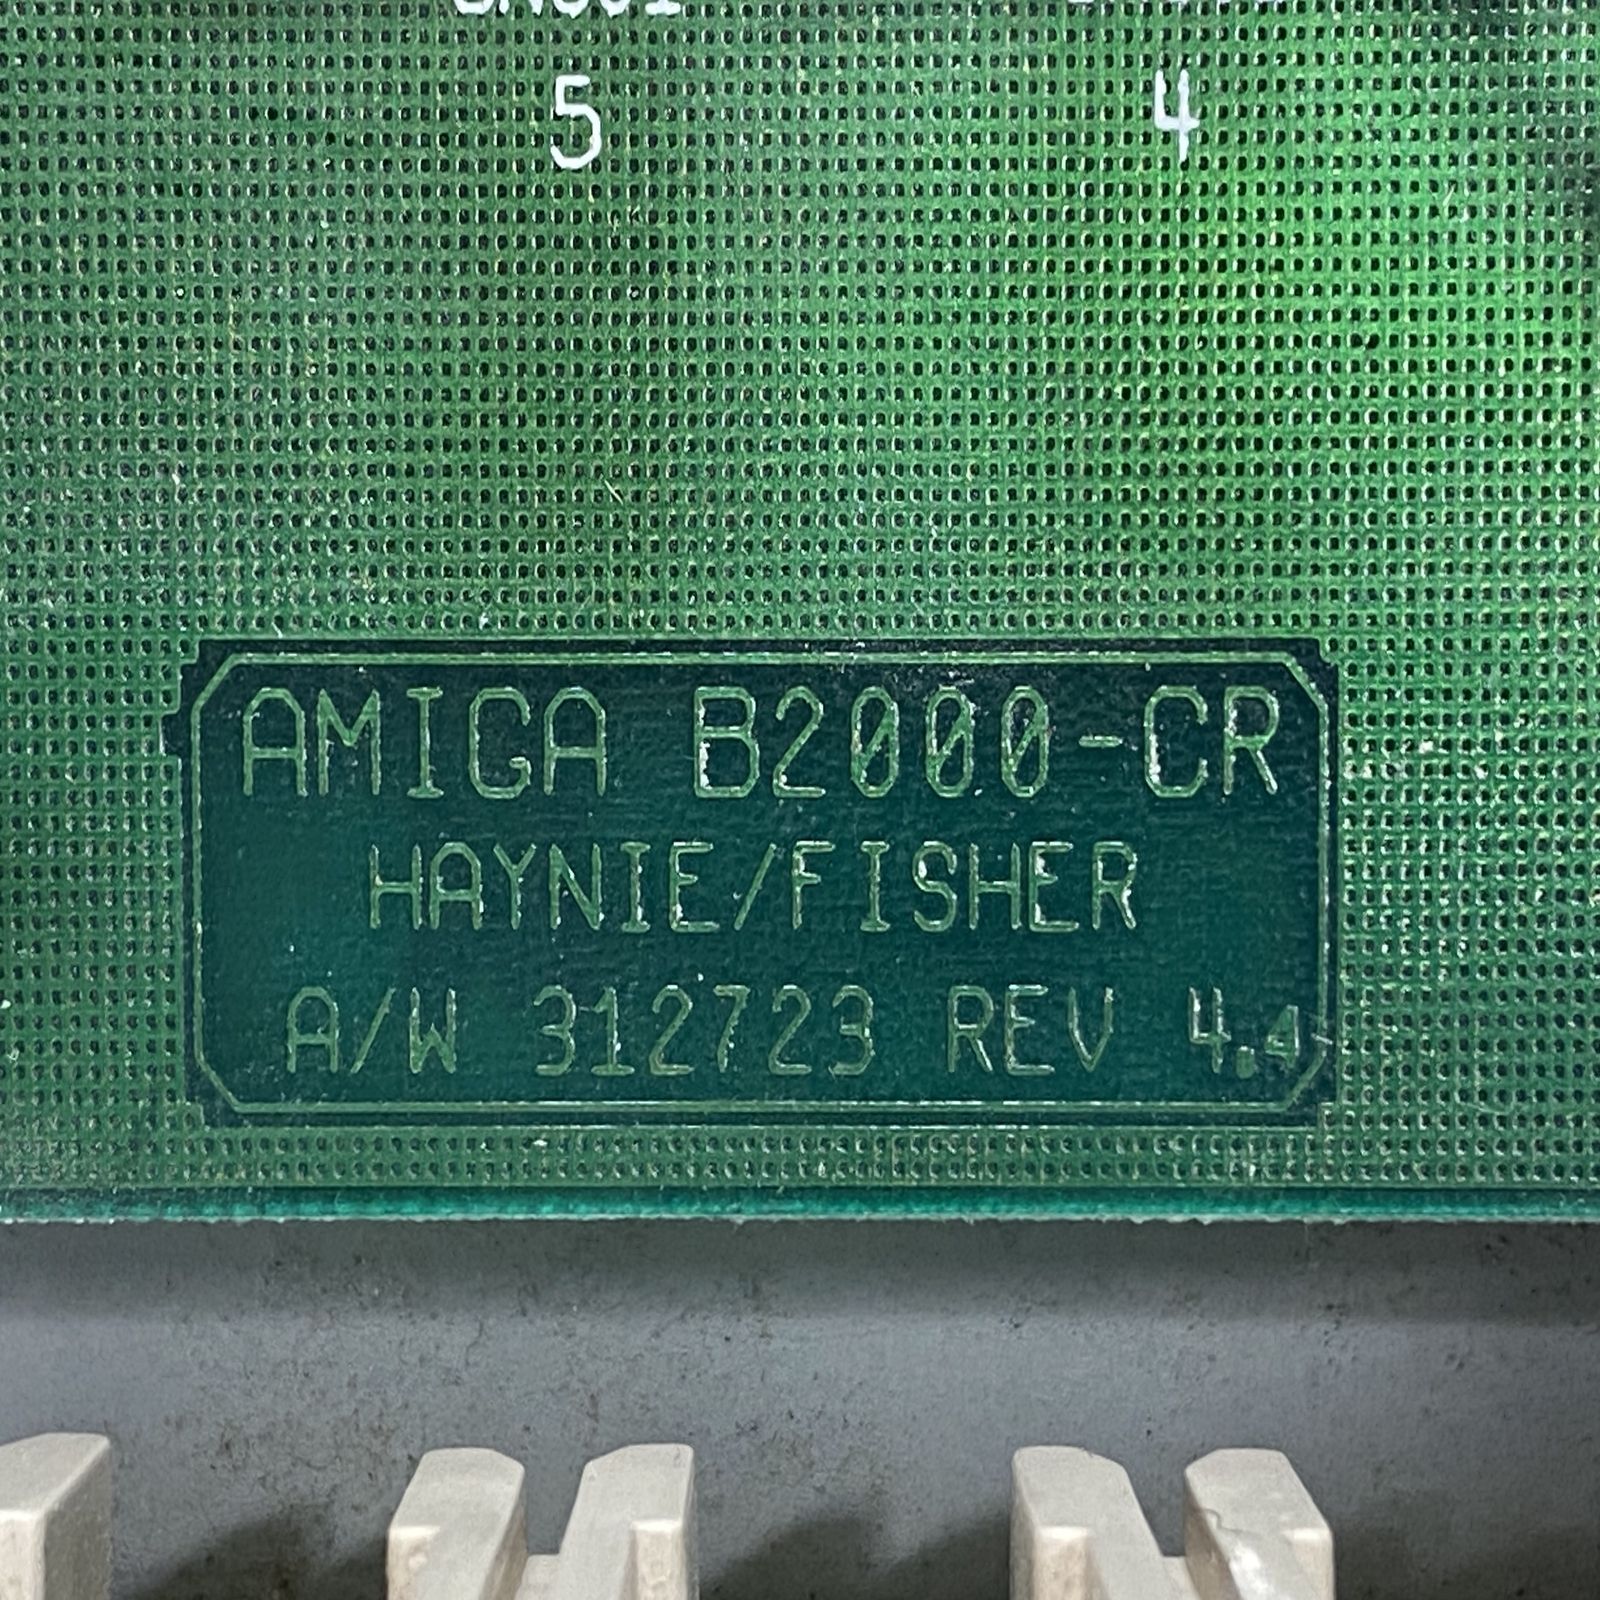 5 4
AMIGA B2000-CR
HAYNIE/FISHER
A/W 312723 REV 4.4